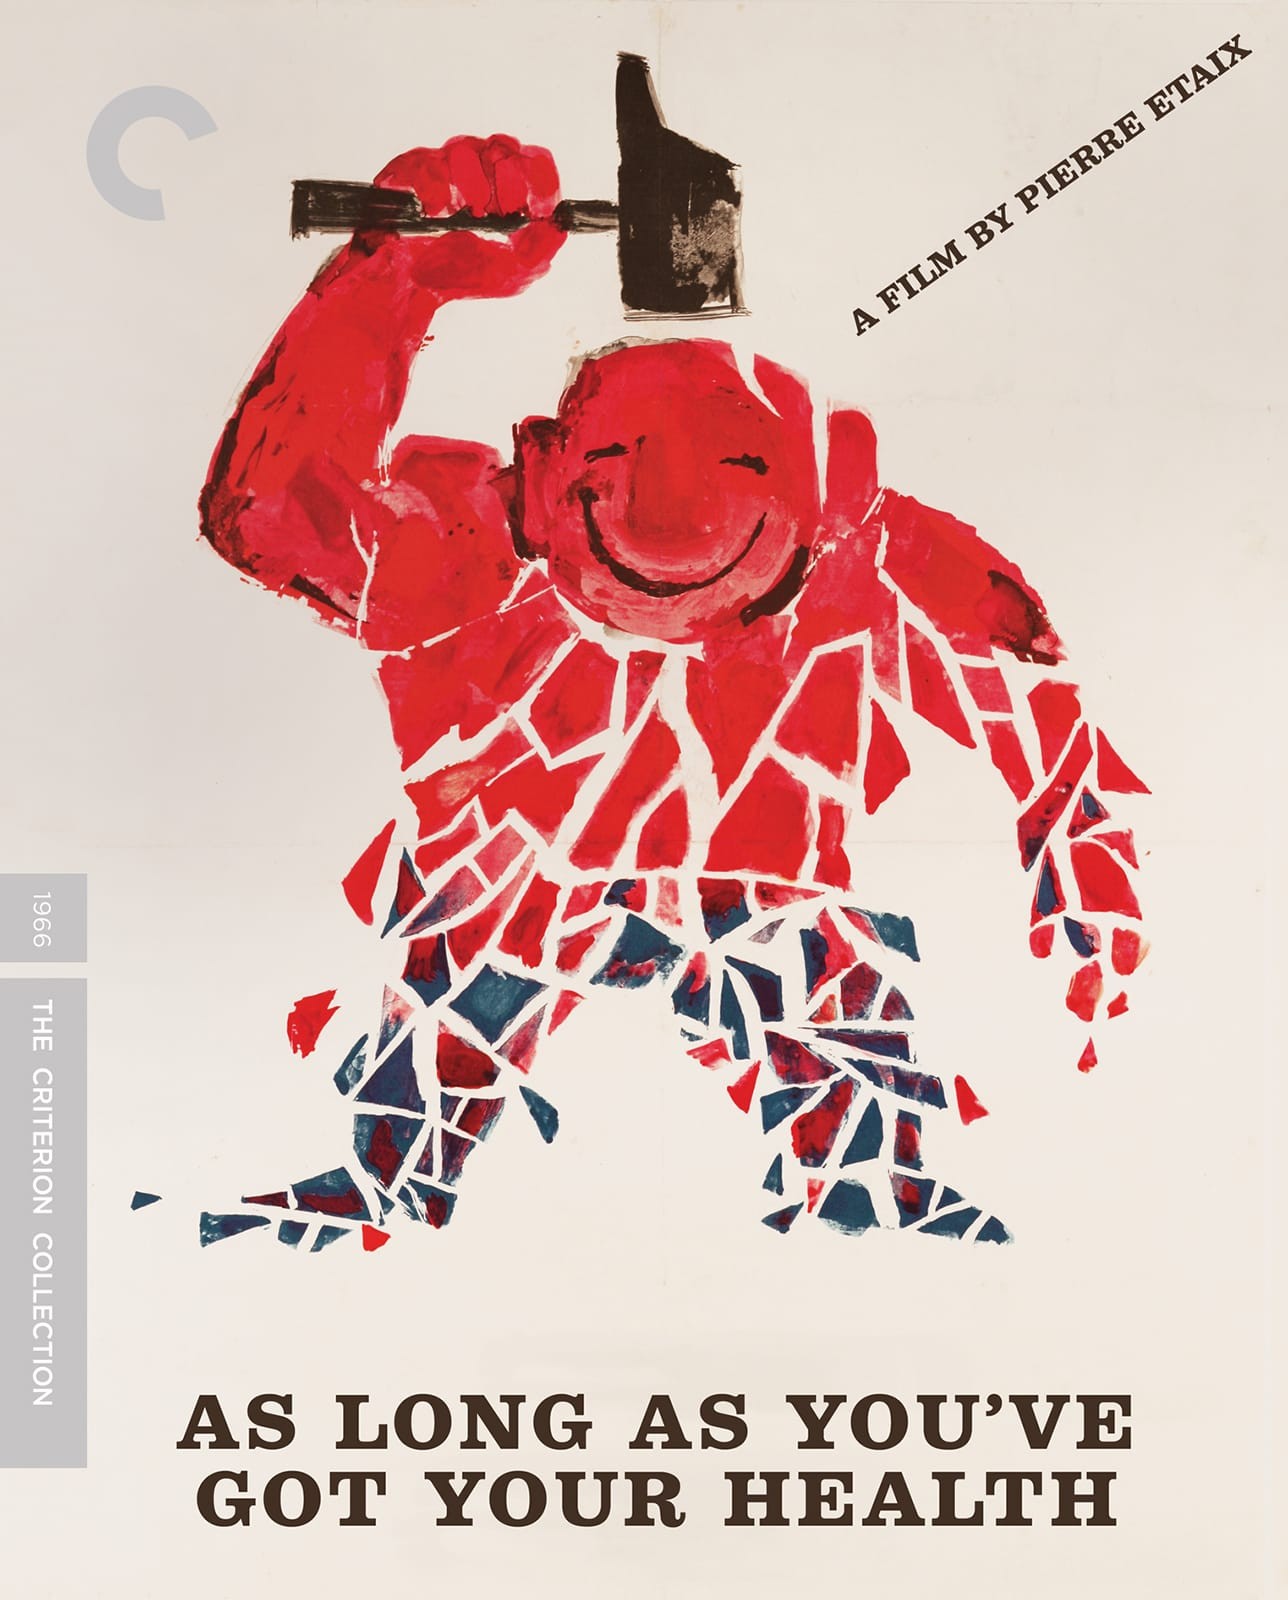 A FILM BY PIERRE ETAIX
1966
THE CRITERION COLLECTION
AS LONG AS YOU'VE
GOT YOUR HEALTH